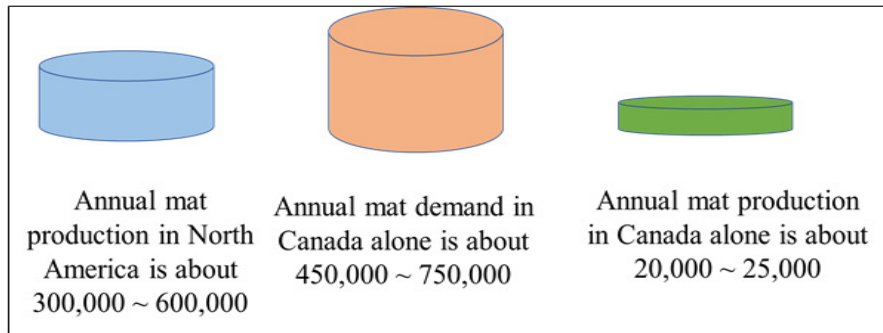 Annual mat
production in North
America is about
300,000 ~ 600,000
Annual mat demand in
Canada alone is about
450,000 ~ 750,000
Annual mat production
in Canada alone is about
20,000 ~ 25,000